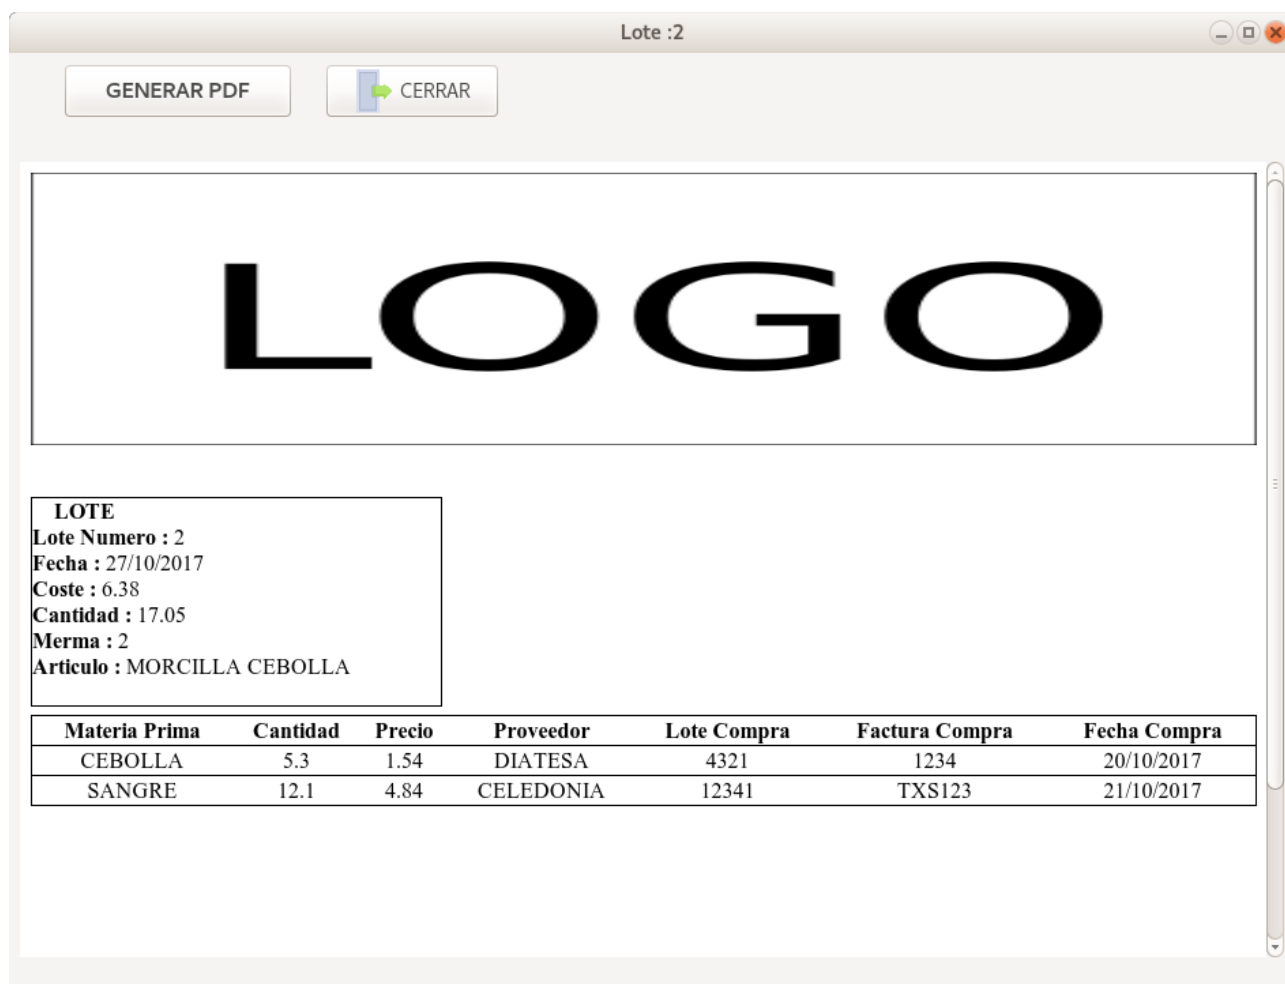 Lote :2
GENERAR PDF CERRAR
LOGO
LOTE
Lote Numero : 2
Fecha : 27/10/2017
Coste : 6.38
Cantidad : 17.05
Merma : 2
Articulo : MORCILLA CEBOLLA
Materia Prima Cantidad Precio Proveedor Lote Compra Factura Compra Fecha Compra
CEBOLLA 5.3 1.54 DIATESA 4321 1234 20/10/2017
SANGRE 12.1 4.84 CELEDONIA 12341 TXS123 21/10/2017